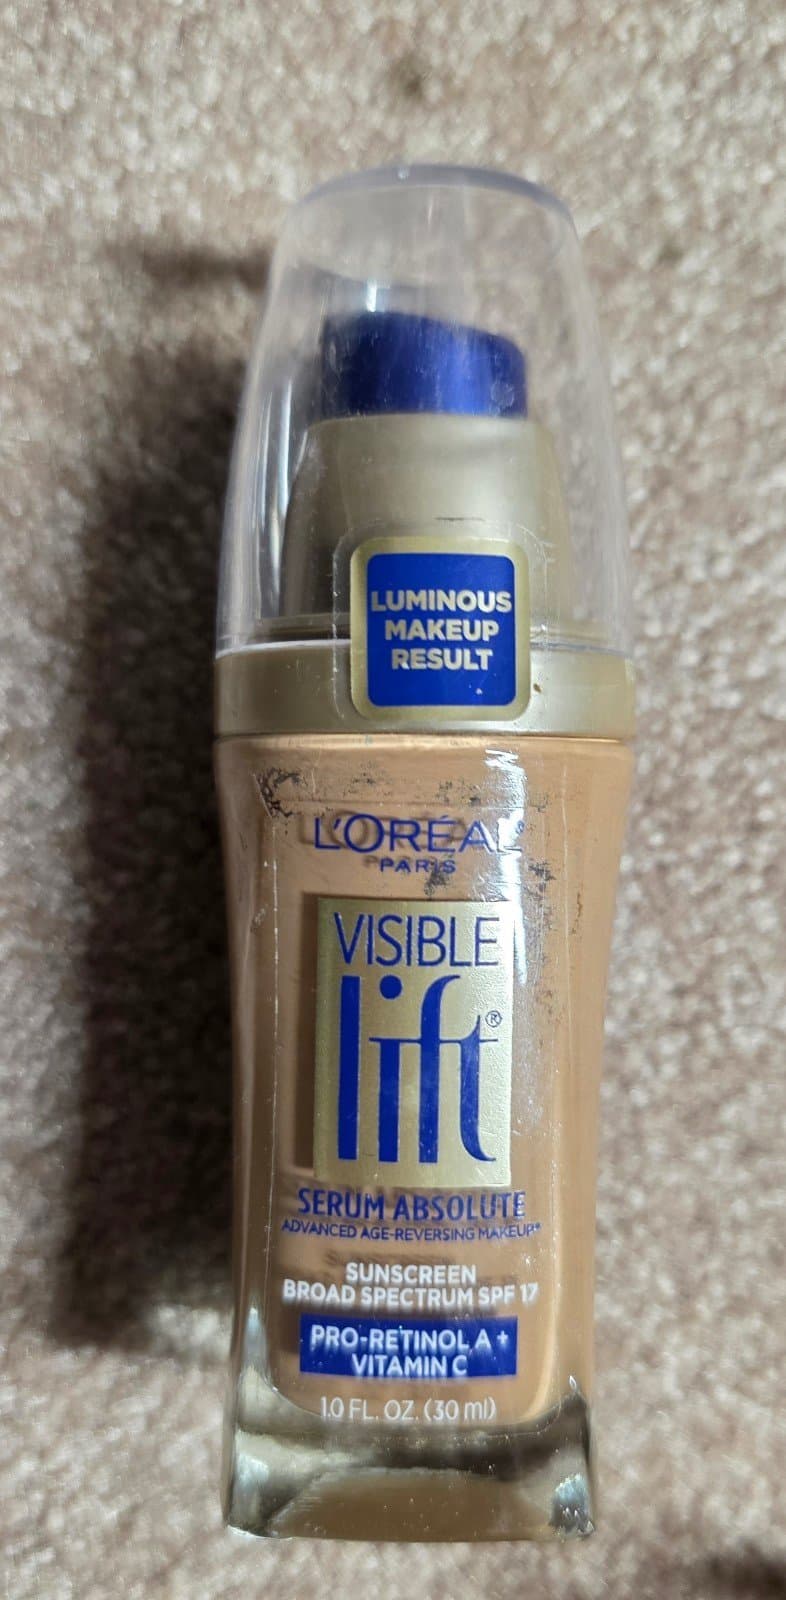 LUMINOUS
MAKEUP
RESULT
L'ORÉAL
PARIS
VISIBLE
lift®
SERUM ABSOLUTE
ADVANCED AGE-REVERSING MAKEUP*
SUNSCREEN
BROAD SPECTRUM SPF 17
PRO-RETINOL A +
VITAMIN C
1.0 FL. OZ. (30 ml)